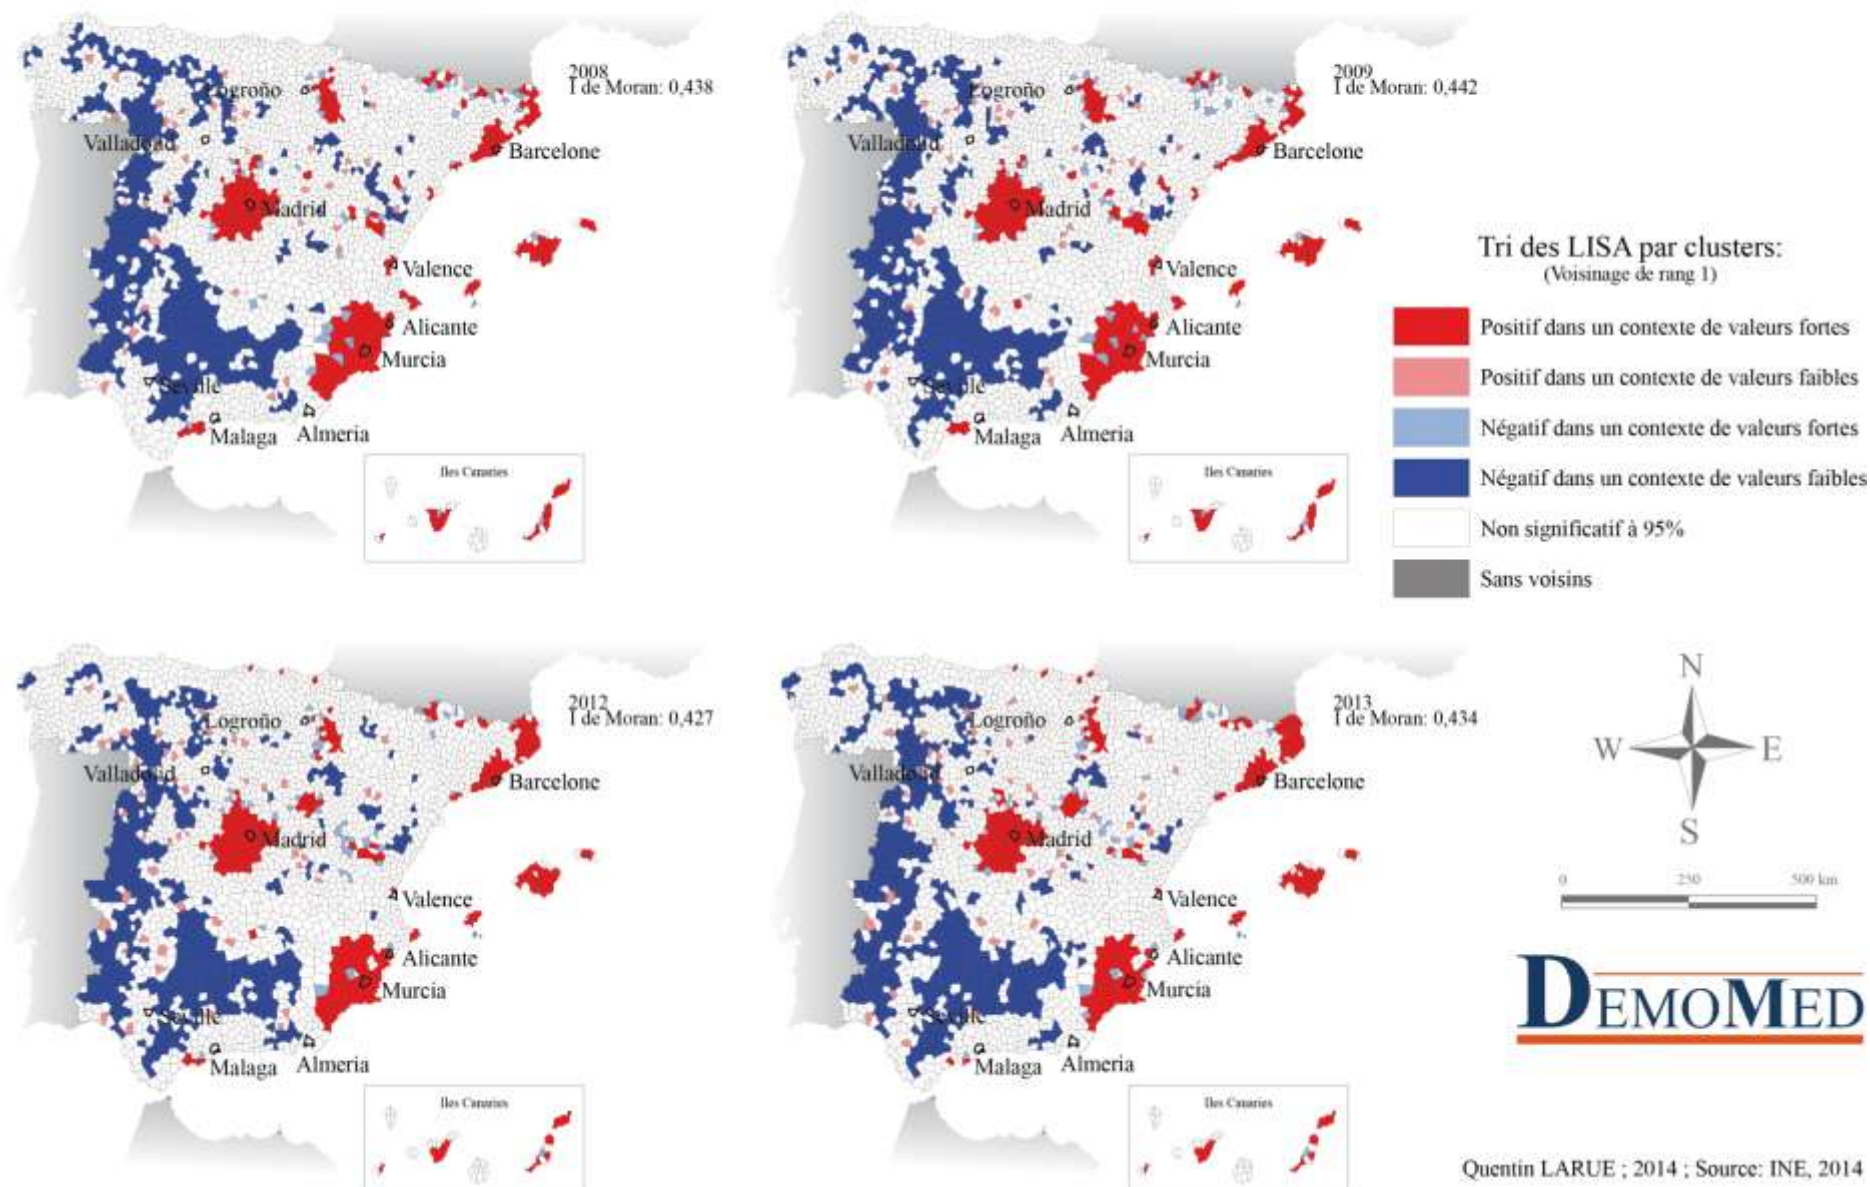 2008
I de Moran: 0,438
Logroño
Valladolid
Barcelone
Madrid
Valence
Alicante
Murcia
Seville
Malaga
Almeria
Iles Canaries
2009
I de Moran: 0,442
Logroño
Valladolid
Barcelone
Madrid
Valence
Alicante
Murcia
Seville
Malaga
Almeria
Iles Canaries
Tri des LISA par clusters:
(Voisinage de rang 1)
Positif dans un contexte de valeurs fortes
Positif dans un contexte de valeurs faibles
Négatif dans un contexte de valeurs fortes
Négatif dans un contexte de valeurs faibles
Non significatif à 95%
Sans voisins
2012
I de Moran: 0,427
Logroño
Valladolid
Barcelone
Madrid
Valence
Alicante
Murcia
Seville
Malaga
Almeria
Iles Canaries
2013
I de Moran: 0,434
Logroño
Valladolid
Barcelone
Madrid
Valence
Alicante
Murcia
Seville
Malaga
Almeria
Iles Canaries
N
W E
S
0 250 500 km
DEMOMED
Quentin LARUE ; 2014 ; Source: INE, 2014